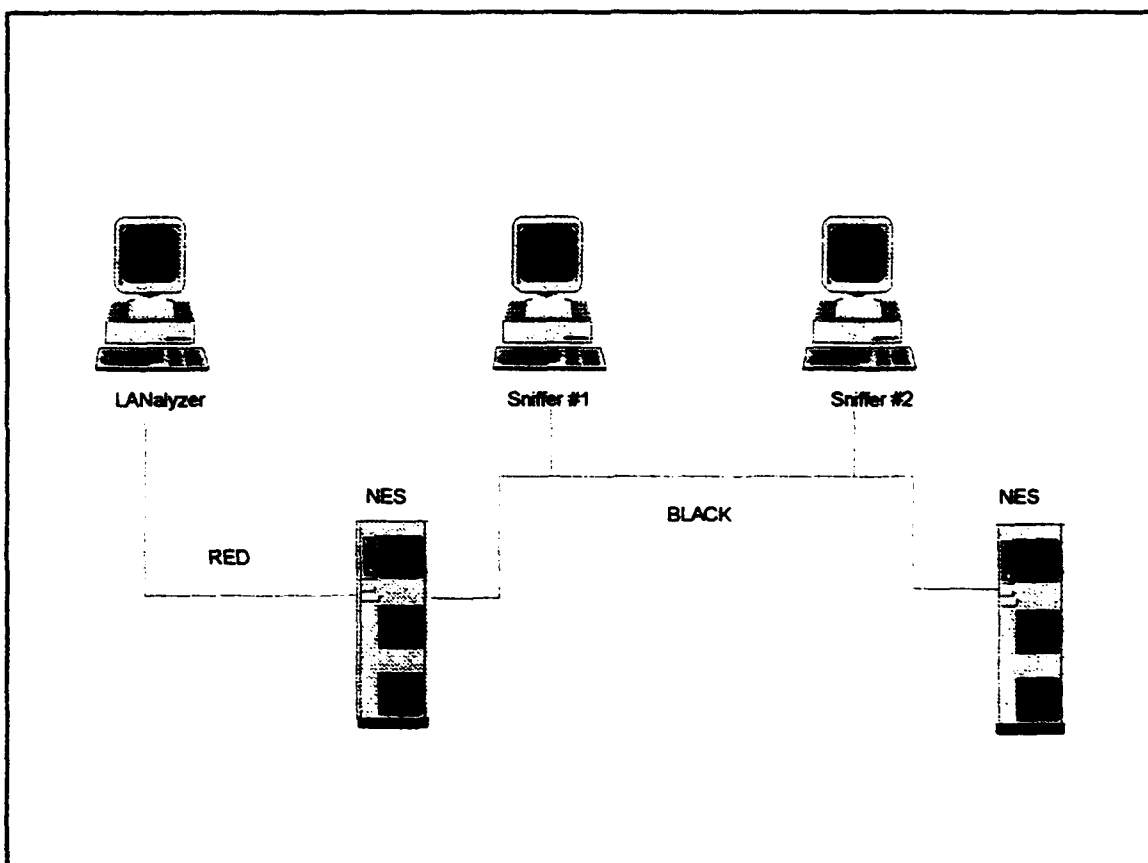 LANalyzer
Sniffer #1
Sniffer #2
NES
NES
BLACK
RED